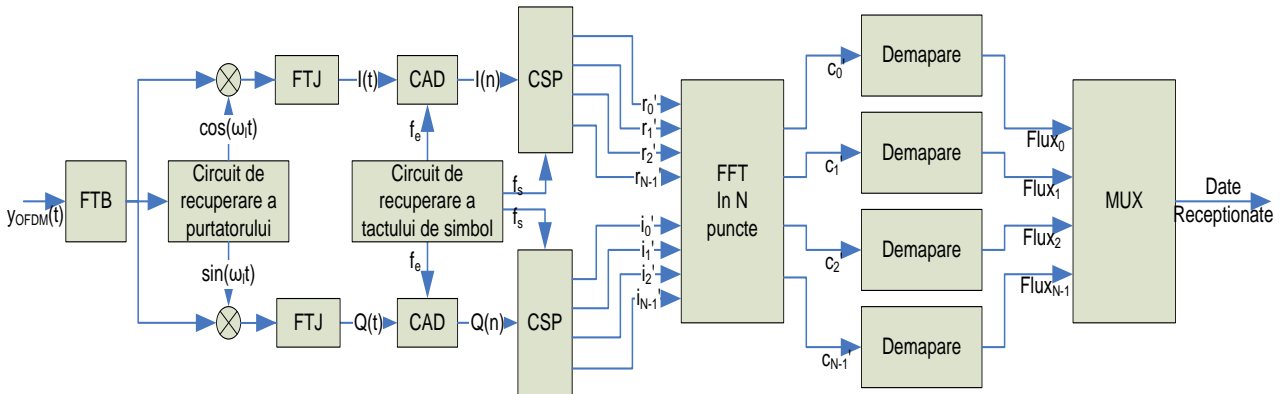 y_OFDM(t)
FTB
Circuit de
recuperare a
purtatorului
cos(ω_l t)
sin(ω_l t)
FTJ
I(t)
CAD
I(n)
CSP
FTJ
Q(t)
CAD
Q(n)
CSP
f_e
Circuit de
recuperare a
tactului de simbol
f_e
f_s
f_s
r_0'
r_1'
r_2'
r_N-1
i_0'
i_1'
i_2'
i_N-1'
FFT
In N
puncte
c_0'
c_1'
c_2'
c_N-1'
Demapare
Demapare
Demapare
Demapare
Flux_0
Flux_1
Flux_2
Flux_N-1
MUX
Date
Receptionate